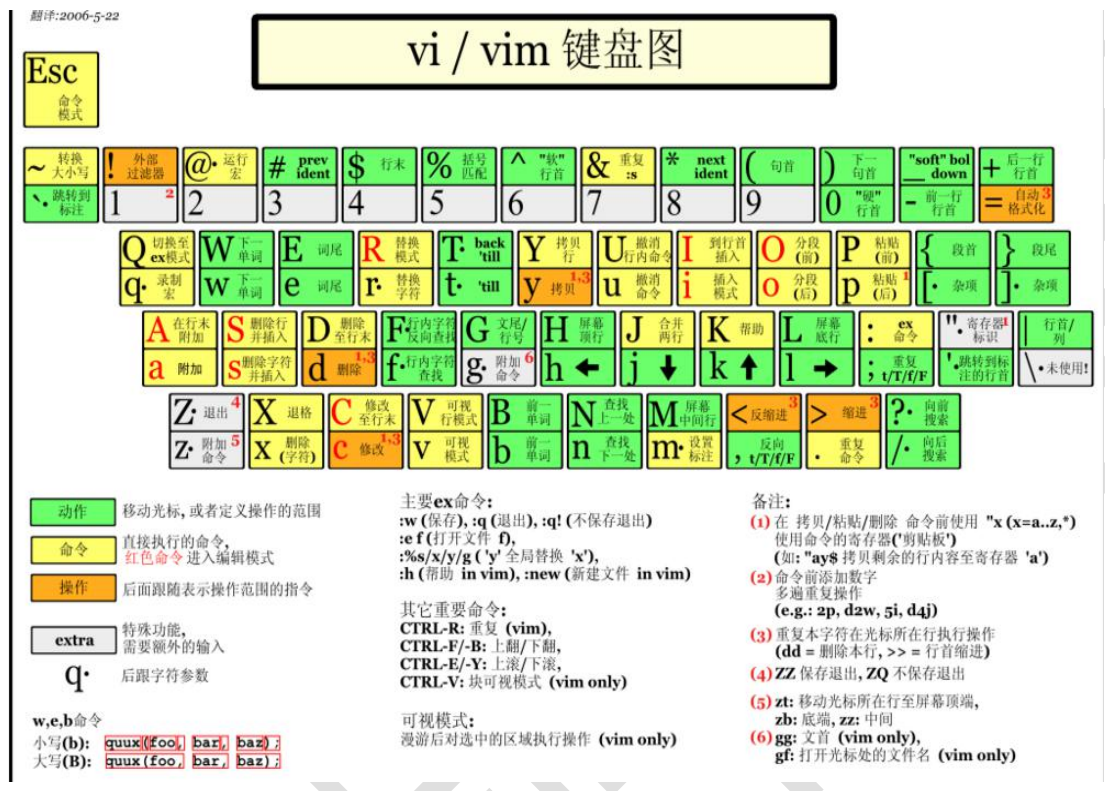 翻译:2006-5-22
vi / vim 键盘图
Esc
命令
模式
~ 转换
大小写
! 外部
过滤器
@· 运行
宏
# prev
ident
$ 行末
% 括号
匹配
^ "软"
行首
& 重复
:s
* next
ident
( 句首
) 下一
句首
"soft" bol
_ down
+ 后一行
行首
`· 跳转到
标注
1 2
2
3
4
5
6
7
8
9
0 "硬"
行首
- 前一行
行首
= 自动 3
格式化
Q 切换至
ex模式
W 下一
单词
E 词尾
R 替换
模式
T· back
'till
Y 拷贝
行
U 撤消
行内命令
I 到行首
插入
O 分段
(前)
P 粘贴
(前)
{ 段首
} 段尾
q· 录制
宏
w 下一
单词
e 词尾
r· 替换
字符
t· 'till
y 拷贝 1,3
u 撤消
命令
i 插入
模式
o 分段
(后)
p 粘贴 1
(后)
[· 杂项
]· 杂项
A 在行末
附加
S 删除行
并插入
D 删除
至行末
F· 行内字符
反向查找
G 文尾/
行号
H 屏幕
顶行
J 合并
两行
K 帮助
L 屏幕
底行
: ex
命令
"· 寄存器 1
标识
| 行首/
列
a 附加
s 删除字符
并插入
d 删除 1,3
f· 行内字符
查找
g· 附加 6
命令
h ←
j ↓
k ↑
l →
; 重复
t/T/f/F
'· 跳转到标
注的行首
\· 未使用!
Z· 退出 4
X 退格
C 修改
至行末
V 可视
行模式
B 前一
单词
N 查找
上一处
M 屏幕
中间行
< 反缩进 3
> 缩进 3
?· 向前
搜索
z· 附加 5
命令
x 删除
(字符)
c 修改 1,3
v 可视
模式
b 前一
单词
n 查找
下一处
m· 设置
标注
, 反向
t/T/f/F
. 重复
命令
/· 向后
搜索
动作 移动光标, 或者定义操作的范围
命令 直接执行的命令,
红色命令 进入编辑模式
操作 后面跟随表示操作范围的指令
extra 特殊功能,
需要额外的输入
q· 后跟字符参数
w,e,b命令
小写(b): quux(foo, bar, baz);
大写(B): quux(foo, bar, baz);
主要ex命令:
:w (保存), :q (退出), :q! (不保存退出)
:e f (打开文件 f),
:%s/x/y/g ( 'y' 全局替换 'x'),
:h (帮助 in vim), :new (新建文件 in vim)
其它重要命令:
CTRL-R: 重复 (vim),
CTRL-F/-B: 上翻/下翻,
CTRL-E/-Y: 上滚/下滚,
CTRL-V: 块可视模式 (vim only)
可视模式:
漫游后对选中的区域执行操作 (vim only)
备注:
(1) 在 拷贝/粘贴/删除 命令前使用 "x (x=a..z,*)
使用命令的寄存器('剪贴板')
(如: "ay$ 拷贝剩余的行内容至寄存器 'a')
(2) 命令前添加数字
多遍重复操作
(e.g.: 2p, d2w, 5i, d4j)
(3) 重复本字符在光标所在行执行操作
(dd = 删除本行, >> = 行首缩进)
(4) ZZ 保存退出, ZQ 不保存退出
(5) zt: 移动光标所在行至屏幕顶端,
zb: 底端, zz: 中间
(6) gg: 文首 (vim only),
gf: 打开光标处的文件名 (vim only)